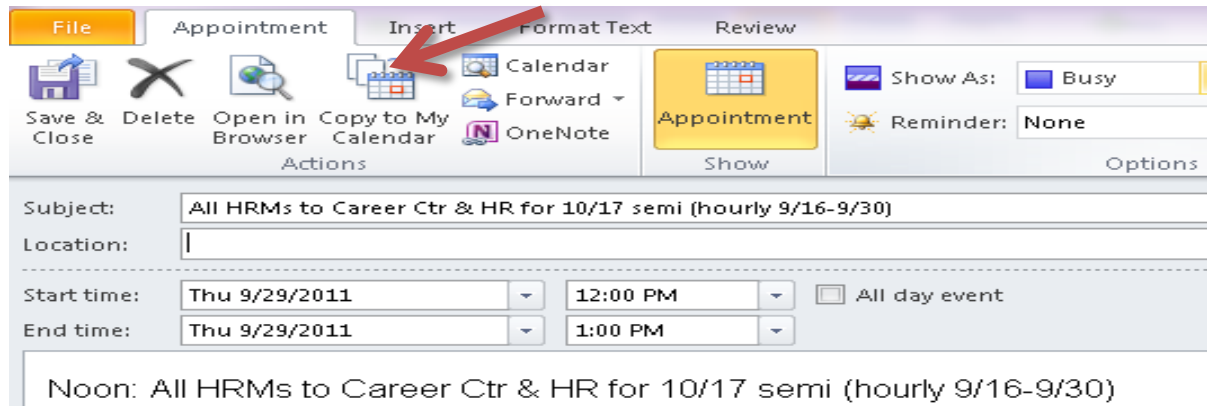 File Appointment Insert Format Text Review
Save & Close Delete Open in Browser Copy to My Calendar Calendar
Forward
OneNote
Appointment
Show As: Busy
Reminder: None
Actions Show Options
Subject: All HRMs to Career Ctr & HR for 10/17 semi (hourly 9/16-9/30)
Location:
Start time: Thu 9/29/2011 12:00 PM All day event
End time: Thu 9/29/2011 1:00 PM
Noon: All HRMs to Career Ctr & HR for 10/17 semi (hourly 9/16-9/30)